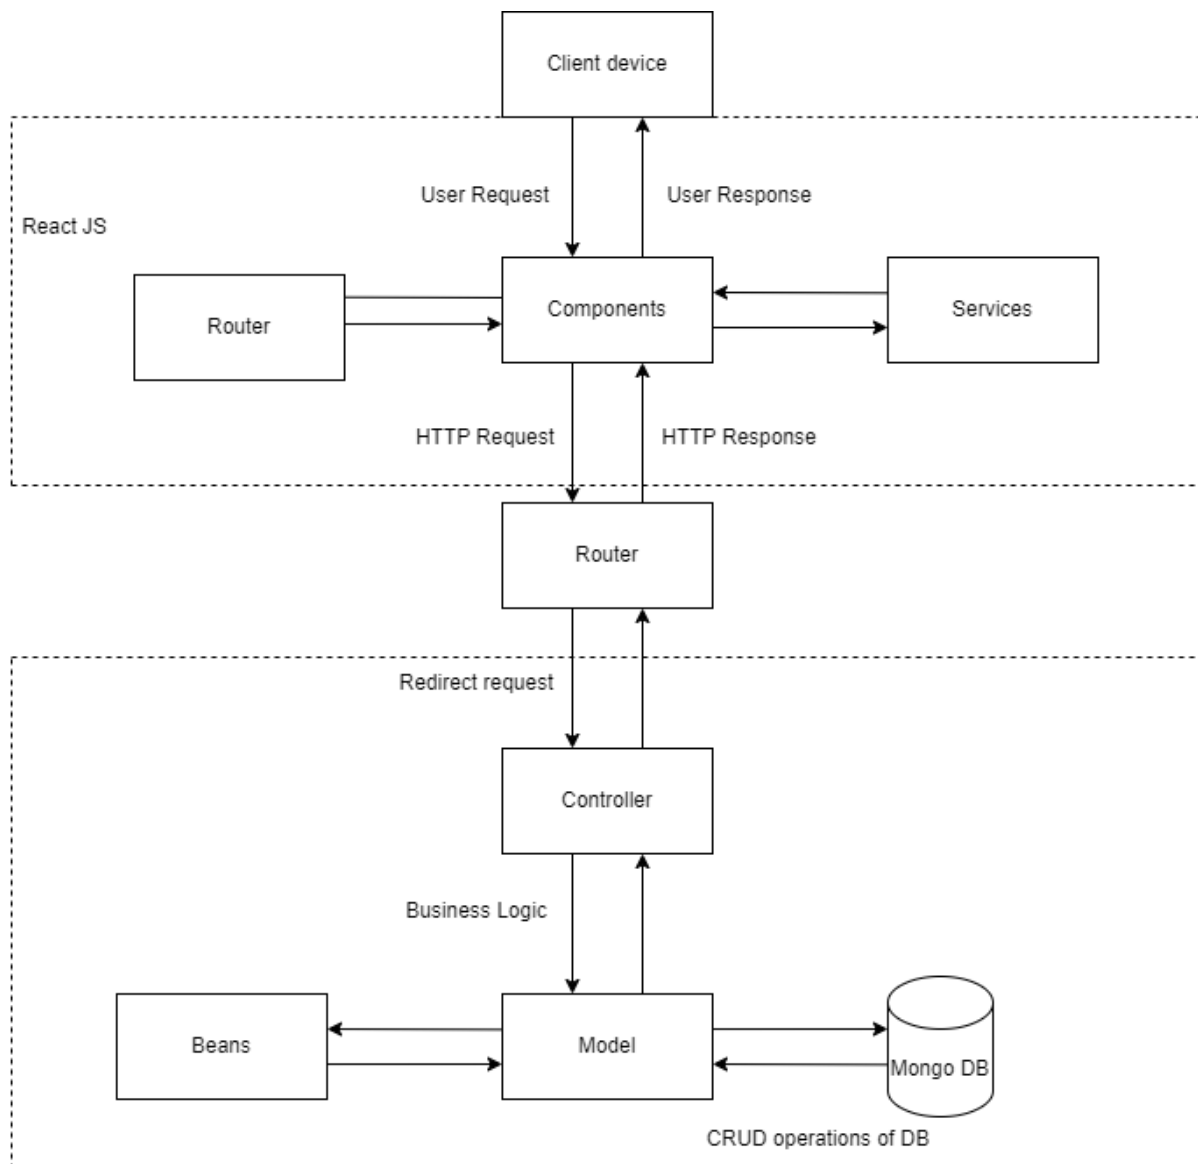 Client device
User Request
User Response
React JS
Router
Components
Services
HTTP Request
HTTP Response
Router
Redirect request
Controller
Business Logic
Beans
Model
Mongo DB
CRUD operations of DB